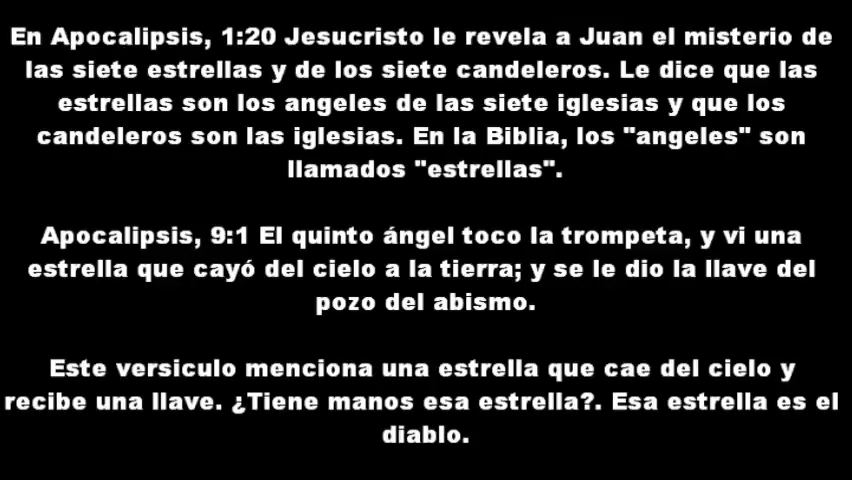 En Apocalipsis, 1:20 Jesucristo le revela a Juan el misterio de
las siete estrellas y de los siete candeleros. Le dice que las
estrellas son los angeles de las siete iglesias y que los
candeleros son las iglesias. En la Biblia, los "angeles" son
llamados "estrellas".
Apocalipsis, 9:1 El quinto ángel toco la trompeta, y vi una
estrella que cayó del cielo a la tierra; y se le dio la llave del
pozo del abismo.
Este versiculo menciona una estrella que cae del cielo y
recibe una llave. ¿Tiene manos esa estrella?. Esa estrella es el
diablo.